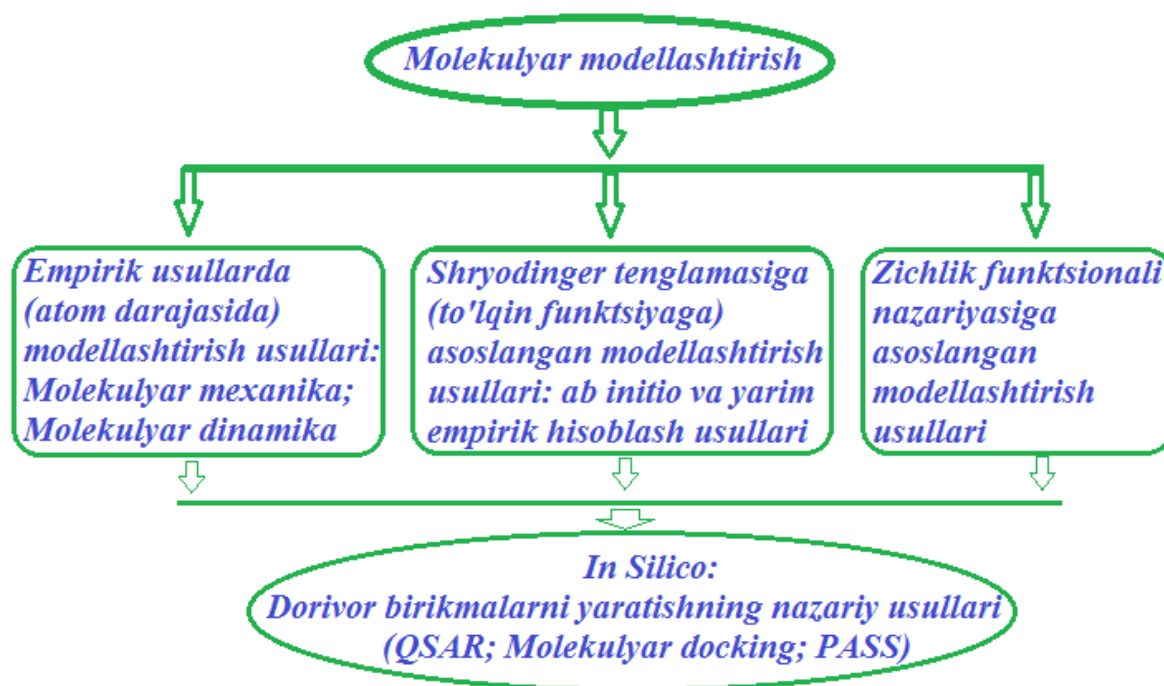 Molekulyar modellashtirish
Empirik usullarda
(atom darajasida)
modellashtirish usullari:
Molekulyar mexanika;
Molekulyar dinamika
Shryodinger tenglamasiga
(to'lqin funktsiyaga)
asoslangan modellashtirish
usullari: ab initio va yarim
empirik hisoblash usullari
Zichlik funktsionali
nazariyasiga
asoslangan
modellashtirish
usullari
In Silico:
Dorivor birikmalarni yaratishning nazariy usullari
(QSAR; Molekulyar docking; PASS)